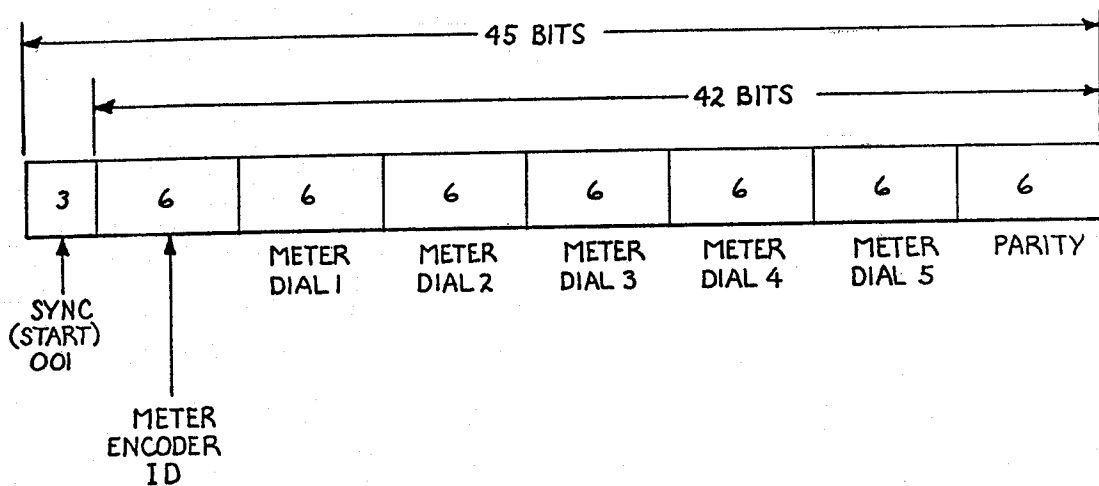 45 BITS
42 BITS
3 6 6 6 6 6 6 6
METER
DIAL 1
METER
DIAL 2
METER
DIAL 3
METER
DIAL 4
METER
DIAL 5
PARITY
SYNC
(START)
001
METER
ENCODER
ID